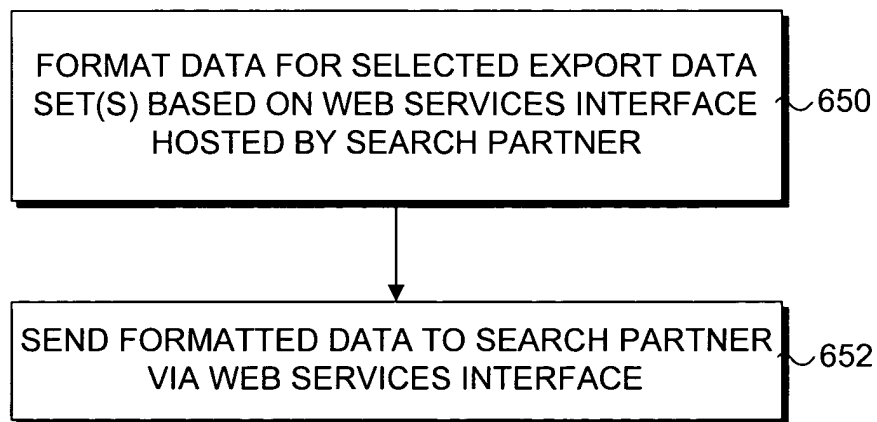 FORMAT DATA FOR SELECTED EXPORT DATA
SET(S) BASED ON WEB SERVICES INTERFACE
HOSTED BY SEARCH PARTNER
650
SEND FORMATTED DATA TO SEARCH PARTNER
VIA WEB SERVICES INTERFACE
652